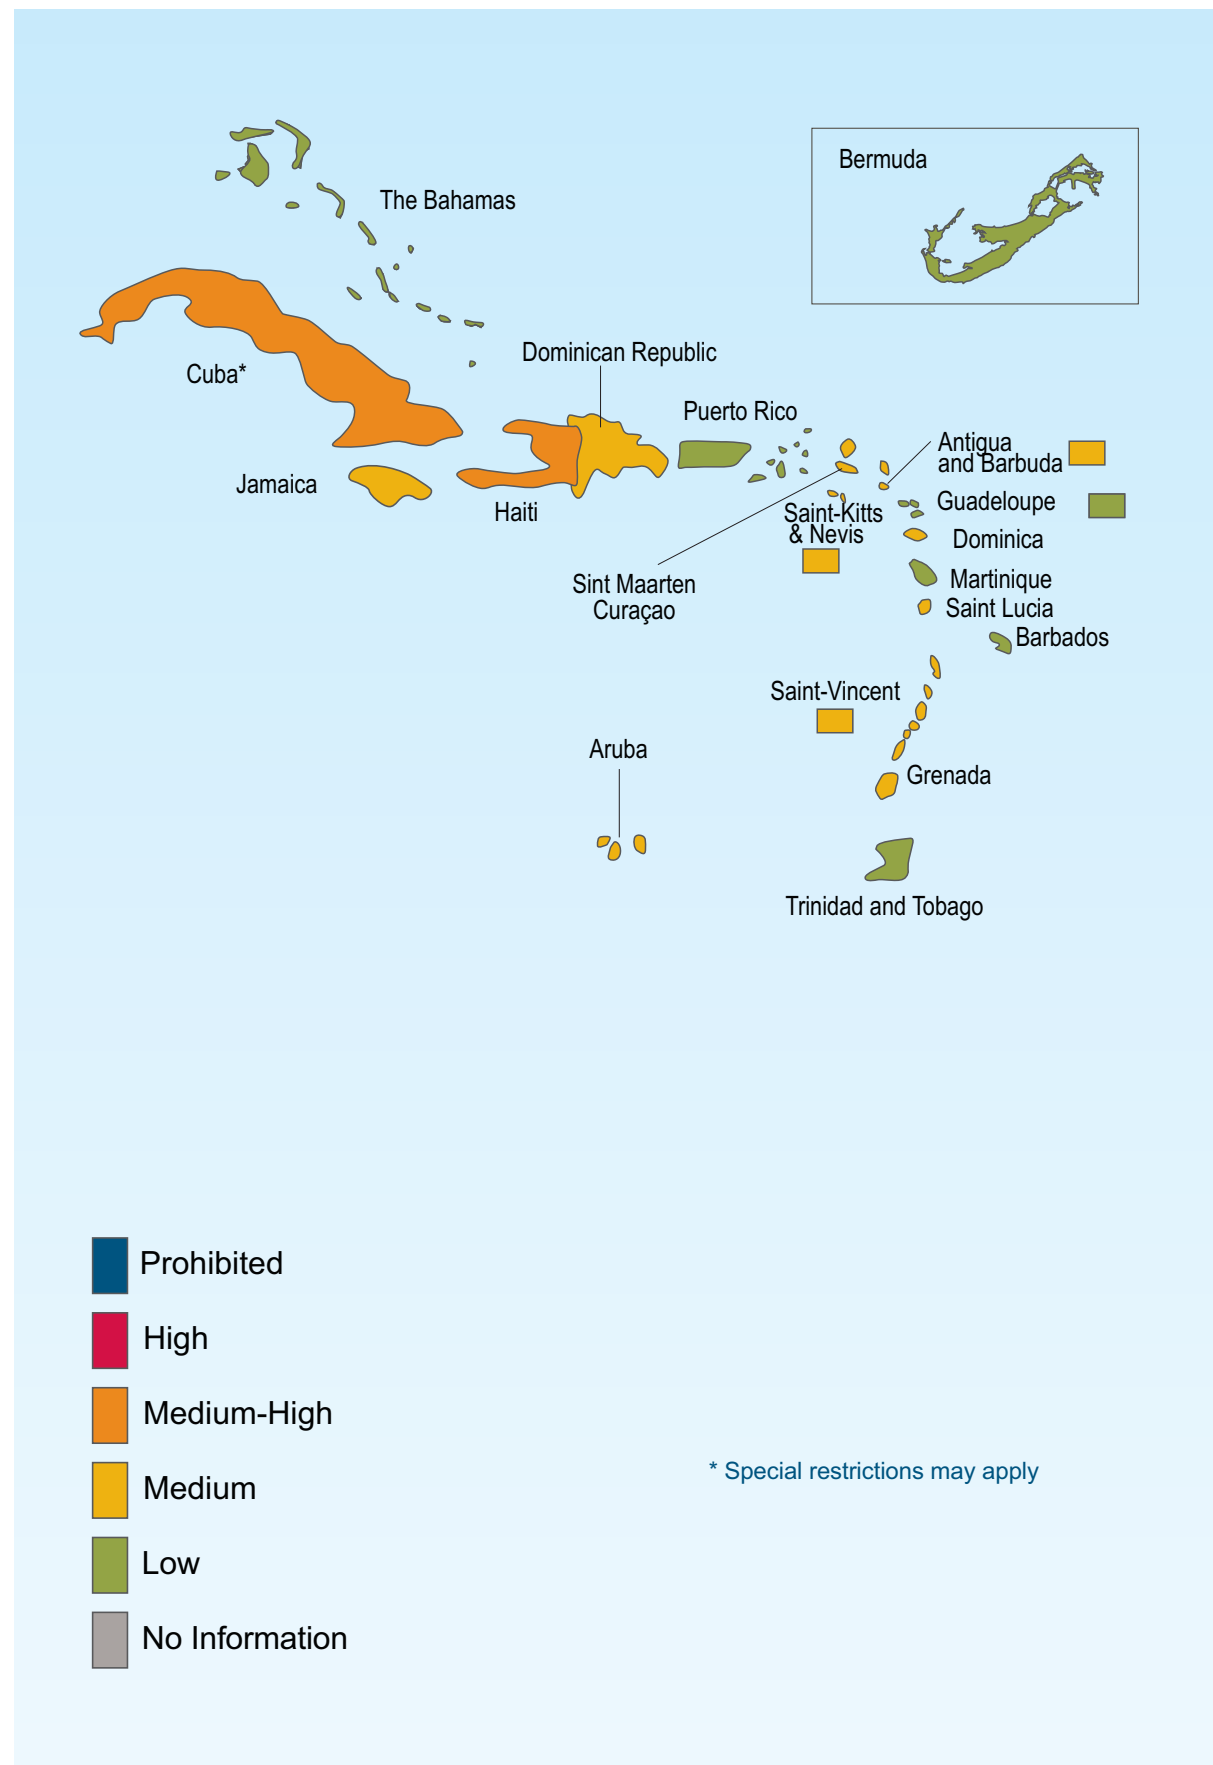 Bermuda
The Bahamas
Dominican Republic
Cuba*
Puerto Rico
Antigua
and Barbuda
Jamaica
Haiti
Guadeloupe
Saint-Kitts
& Nevis
Dominica
Sint Maarten
Curaçao
Martinique
Saint Lucia
Barbados
Saint-Vincent
Aruba
Grenada
Trinidad and Tobago
Prohibited
High
Medium-High
Medium
Low
No Information
* Special restrictions may apply